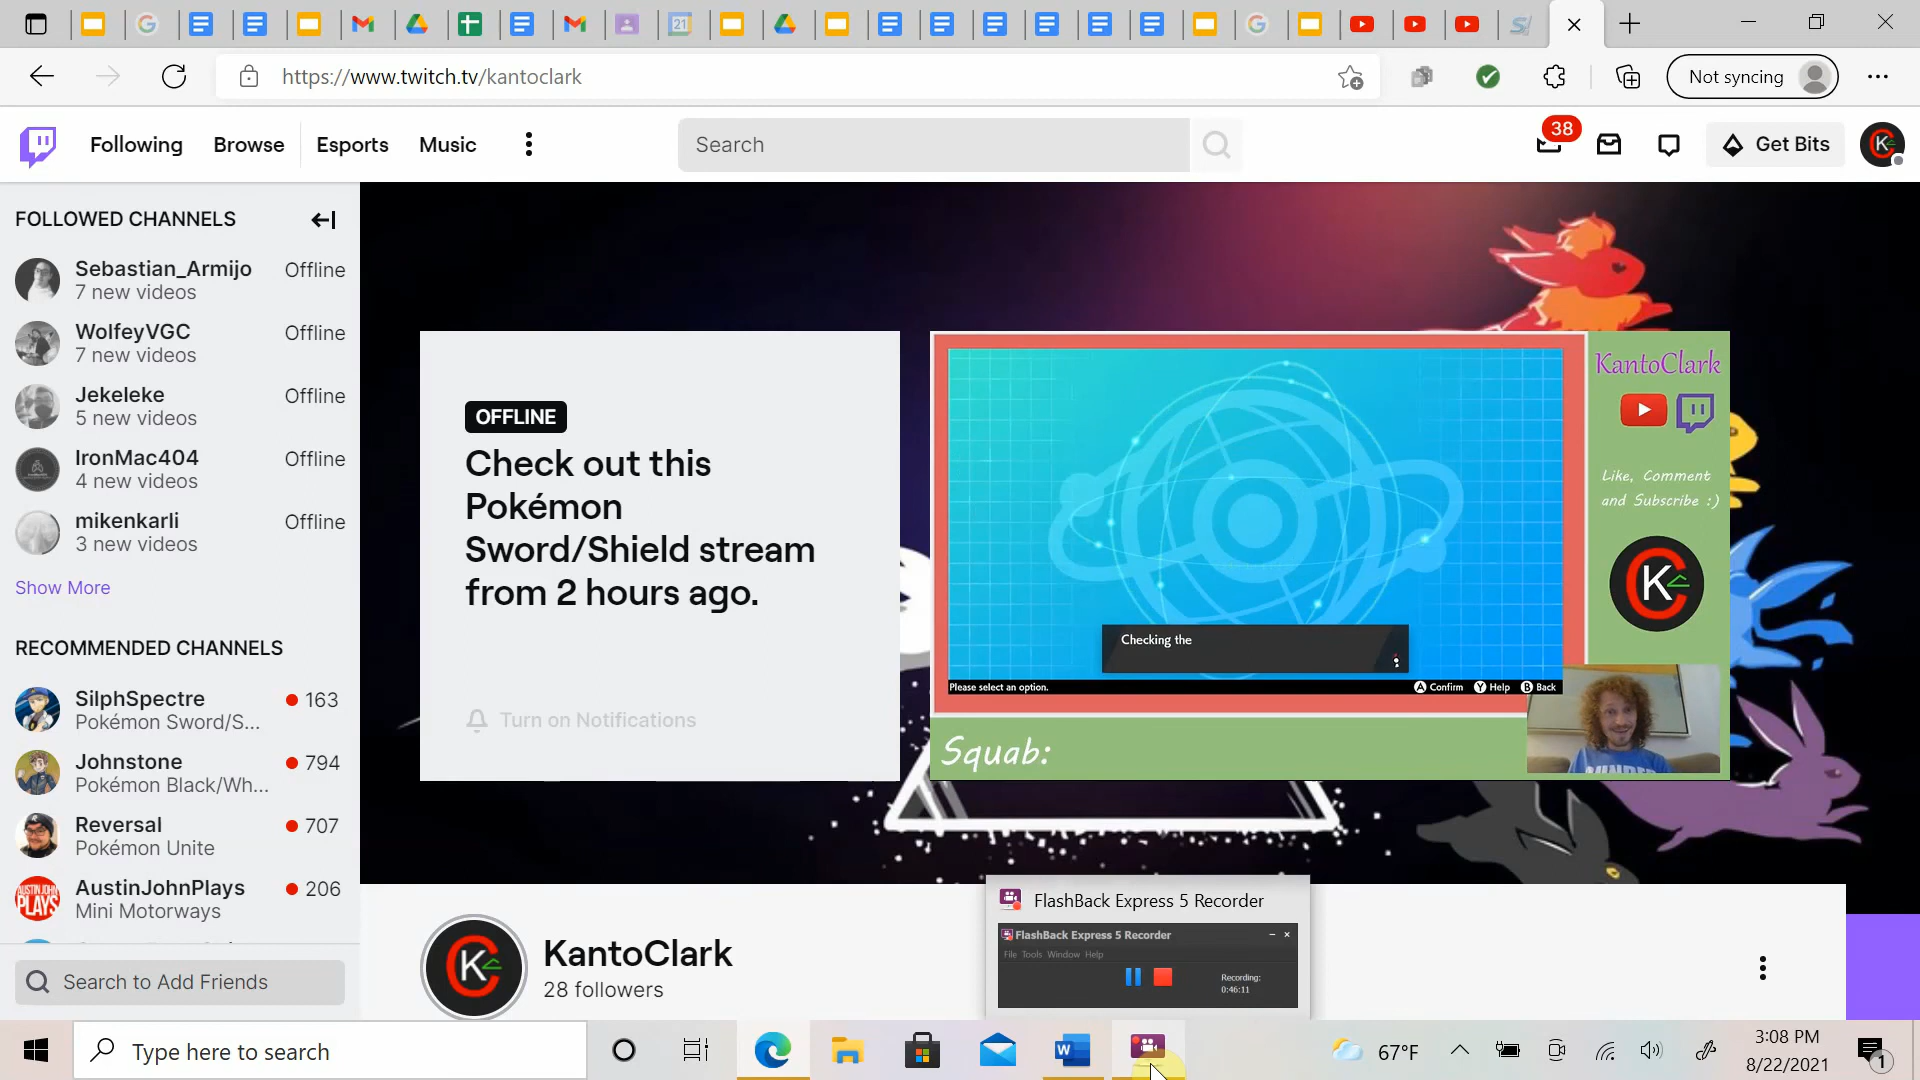 21
https://www.twitch.tv/kantoclark
Not syncing
Following
Browse
Esports
Music
Search
38
Get Bits
FOLLOWED CHANNELS
Sebastian_Armijo
Offline
7 new videos
WolfeyVGC
Offline
7 new videos
Jekeleke
Offline
5 new videos
IronMac404
Offline
4 new videos
mikenkarli
Offline
3 new videos
Show More
RECOMMENDED CHANNELS
SilphSpectre
163
Pokémon Sword/S...
Johnstone
794
Pokémon Black/Wh...
Reversal
707
Pokémon Unite
AustinJohnPlays
206
Mini Motorways
Search to Add Friends
OFFLINE
Check out this
Pokémon
Sword/Shield stream
from 2 hours ago.
Turn on Notifications
KantoClark
Like, Comment
and Subscribe :)
K
Checking the
Please select an option.
A Confirm
Y Help
B Back
Squab:
KantoClark
28 followers
FlashBack Express 5 Recorder
FlashBack Express 5 Recorder
File Tools Window Help
Recording:
0:46:11
Type here to search
67°F
3:08 PM
8/22/2021
1